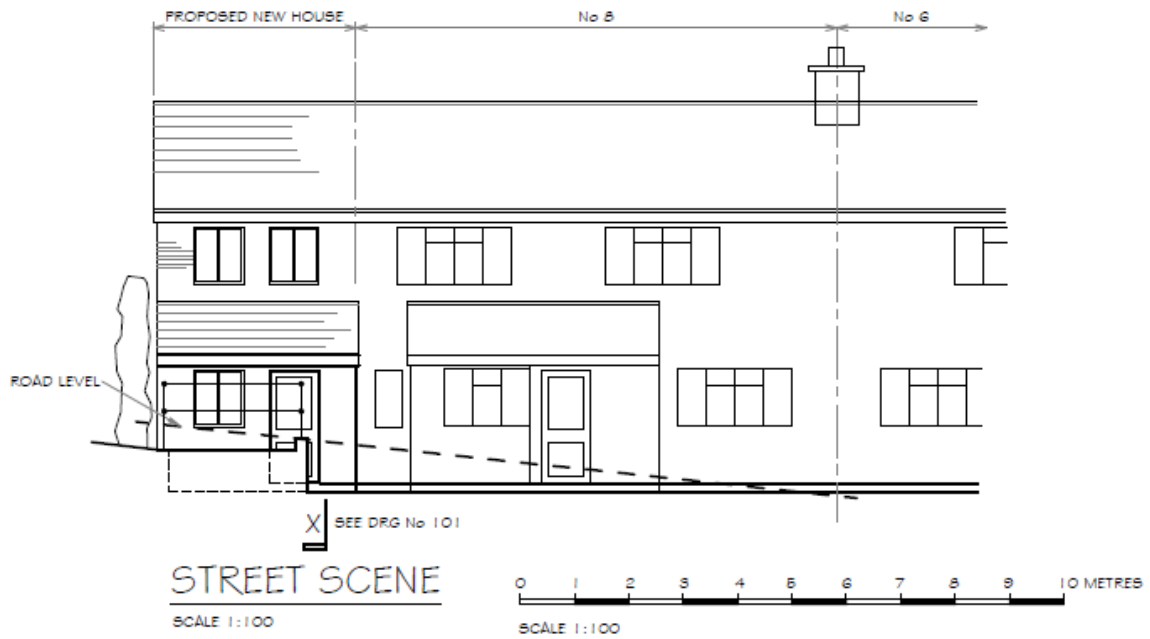 PROPOSED NEW HOUSE
No 8
No 6
ROAD LEVEL
X
SEE DRG No 101
STREET SCENE
SCALE 1:100
0 1 2 3 4 5 6 7 8 9 10 METRES
SCALE 1:100